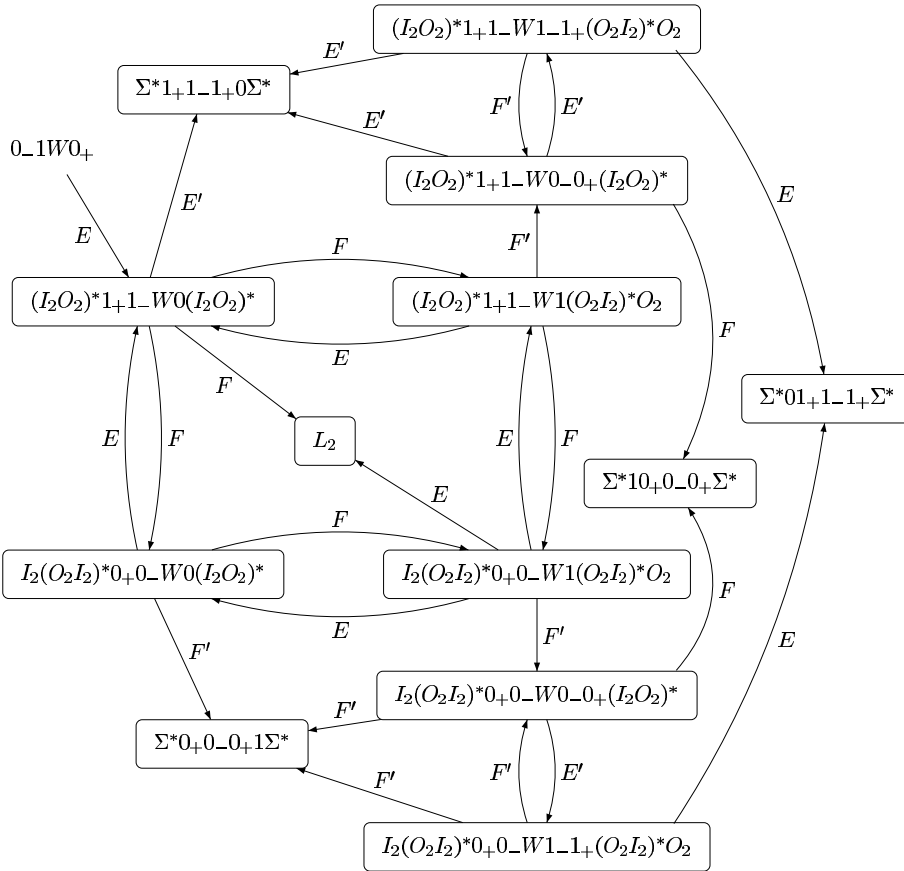 (I₂O₂)*1₊1₋W1₋1₊(O₂I₂)*O₂
E′
Σ*1₊1₋1₊0Σ*
F′ E′
E′
0₋1W0₊
(I₂O₂)*1₊1₋W0₋0₊(I₂O₂)*
E′
E
E
F′
F
(I₂O₂)*1₊1₋W0(I₂O₂)*
(I₂O₂)*1₊1₋W1(O₂I₂)*O₂
F
E
F
Σ*01₊1₋1₊Σ*
E F
L₂
E F
Σ*10₊0₋0₊Σ*
E
F
I₂(O₂I₂)*0₊0₋W0(I₂O₂)*
I₂(O₂I₂)*0₊0₋W1(O₂I₂)*O₂
F
E
E
F′
F′
I₂(O₂I₂)*0₊0₋W0₋0₊(I₂O₂)*
F′
Σ*0₊0₋0₊1Σ*
F′ E′
F′
I₂(O₂I₂)*0₊0₋W1₋1₊(O₂I₂)*O₂